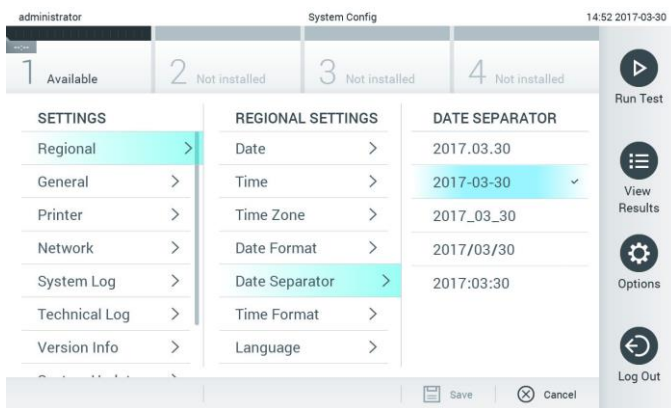 administrator
System Config
14:52 2017-03-30
--:--
1 Available
2 Not installed
3 Not installed
4 Not installed
SETTINGS
Regional
General
Printer
Network
System Log
Technical Log
Version Info
REGIONAL SETTINGS
Date
Time
Time Zone
Date Format
Date Separator
Time Format
Language
DATE SEPARATOR
2017.03.30
2017-03-30
2017_03_30
2017/03/30
2017:03:30
Run Test
View
Results
Options
Log Out
Save
Cancel